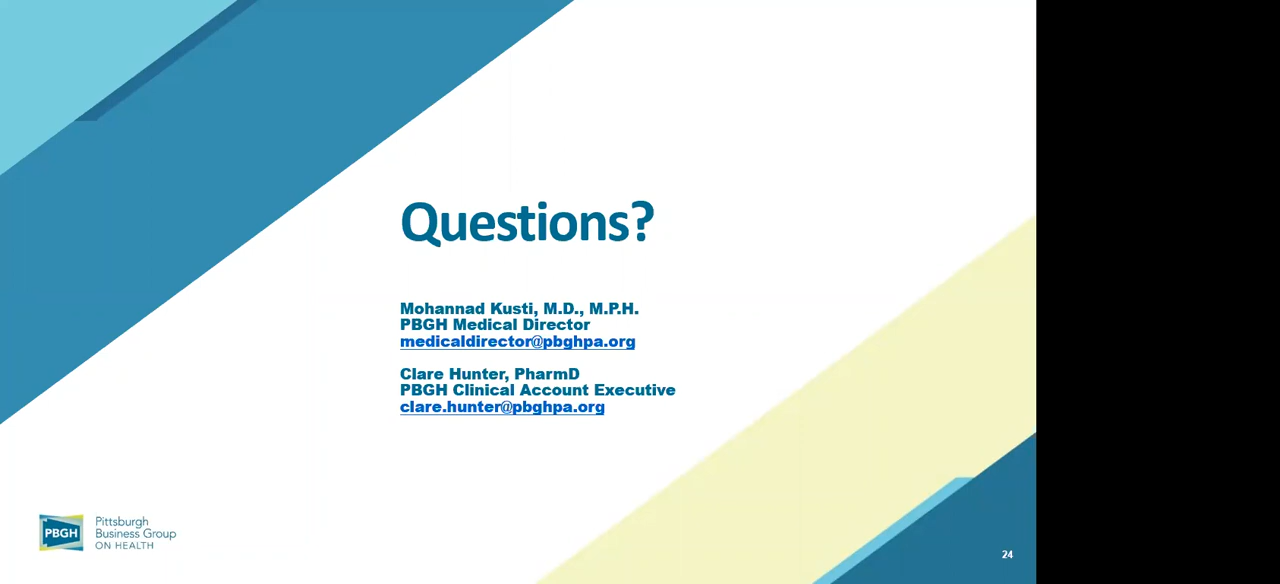 Questions?
Mohannad Kusti, M.D., M.P.H.
PBGH Medical Director
medicaldirector@pbghpa.org
Clare Hunter, PharmD
PBGH Clinical Account Executive
clare.hunter@pbghpa.org
PBGH
Pittsburgh
Business Group
ON HEALTH
24